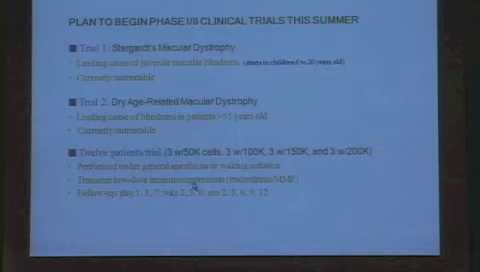 PLAN TO BEGIN PHASE I/II CLINICAL TRIALS THIS SUMMER
Trial 1: Stargardt's Macular Dystrophy
Leading cause of juvenile macular blindness (starts in children 6 to 20 years old)
Currently untreatable
Trial 2: Dry Age-Related Macular Dystrophy
Leading cause of blindness in patients >55 years old
Currently untreatable
Twelve patients/trial (3 w/50K cells, 3 w/100K, 3 w/150K, and 3 w/200K)
Performed under general anesthesia or waking sedation
Transient low-dose immunosuppression (tacrolimus/MMF)
Follow-up: day 1, 3, 7; wks 2, 3, 6; mo 2, 3, 6, 9, 12